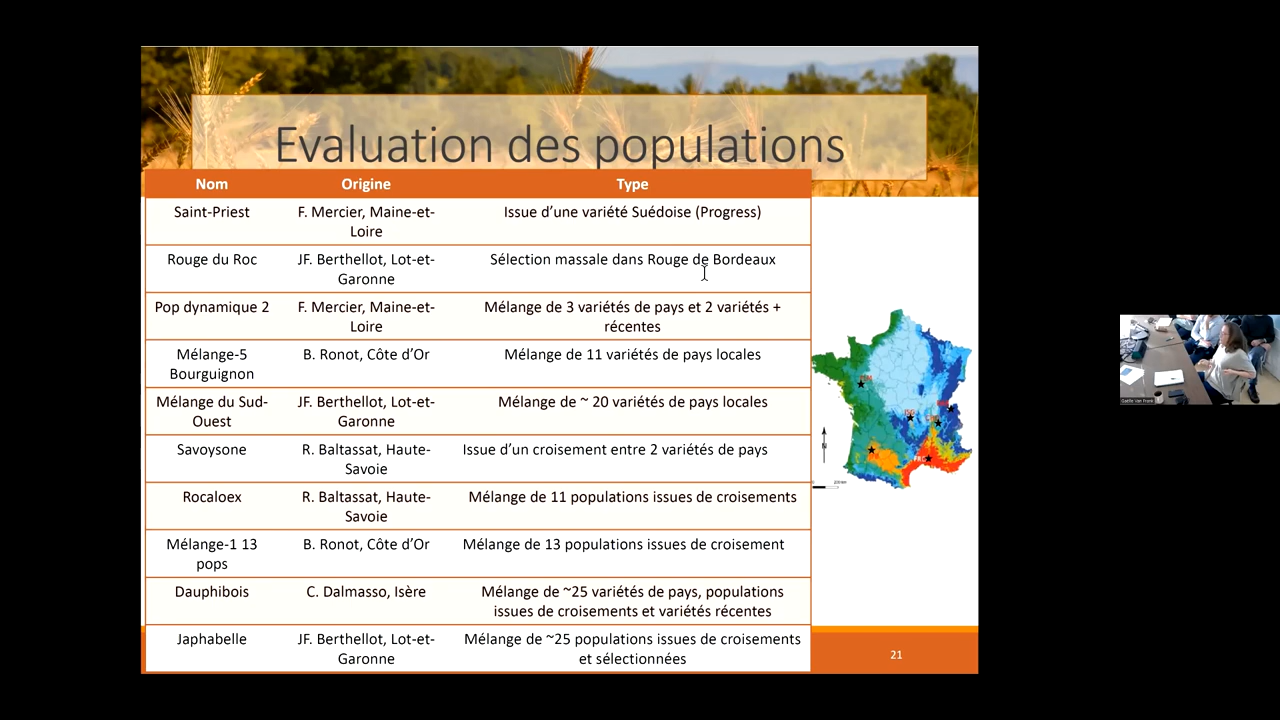 Evaluation des populations
Nom Origine Type
Saint-Priest F. Mercier, Maine-et-Loire Issue d'une variété Suédoise (Progress)
Rouge du Roc JF. Berthellot, Lot-et-Garonne Sélection massale dans Rouge de Bordeaux
Pop dynamique 2 F. Mercier, Maine-et-Loire Mélange de 3 variétés de pays et 2 variétés + récentes
Mélange-5 Bourguignon B. Ronot, Côte d'Or Mélange de 11 variétés de pays locales
Mélange du Sud-Ouest JF. Berthellot, Lot-et-Garonne Mélange de ~ 20 variétés de pays locales
Savoysone R. Baltassat, Haute-Savoie Issue d'un croisement entre 2 variétés de pays
Rocaloex R. Baltassat, Haute-Savoie Mélange de 11 populations issues de croisements
Mélange-1 13 pops B. Ronot, Côte d'Or Mélange de 13 populations issues de croisement
Dauphibois C. Dalmasso, Isère Mélange de ~25 variétés de pays, populations issues de croisements et variétés récentes
Japhabelle JF. Berthellot, Lot-et-Garonne Mélange de ~25 populations issues de croisements et sélectionnées
N
21